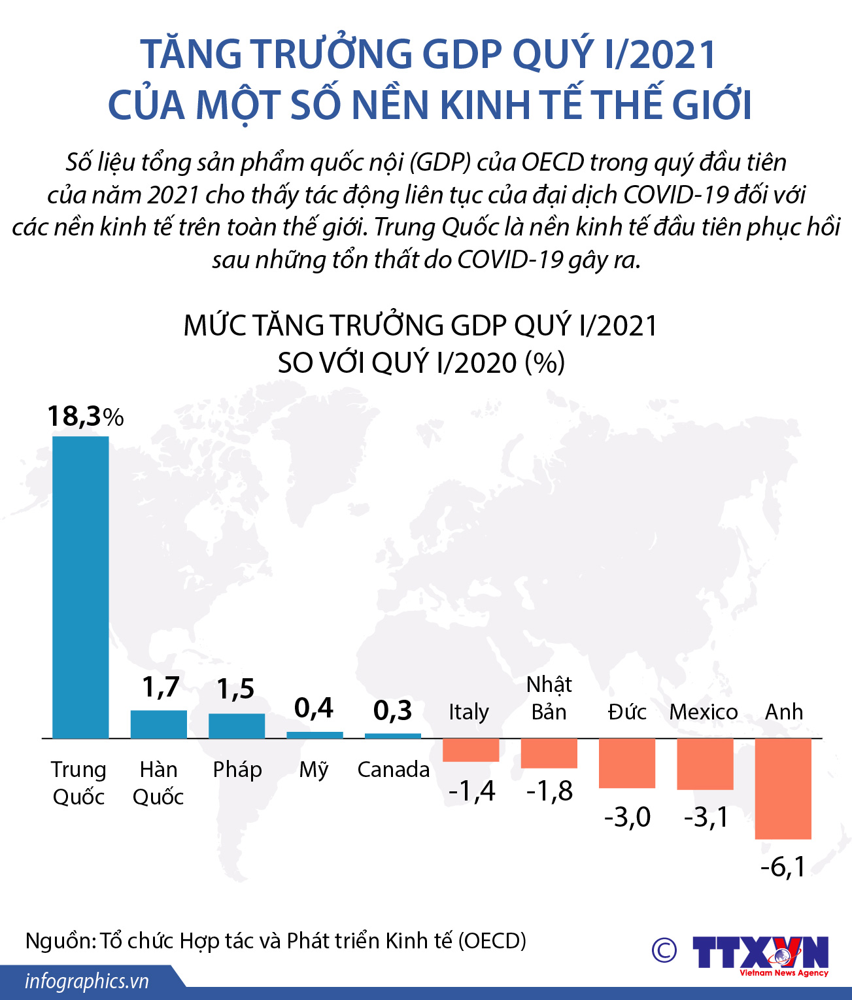 TĂNG TRƯỞNG GDP QUÝ I/2021
CỦA MỘT SỐ NỀN KINH TẾ THẾ GIỚI
Số liệu tổng sản phẩm quốc nội (GDP) của OECD trong quý đầu tiên
của năm 2021 cho thấy tác động liên tục của đại dịch COVID-19 đối với
các nền kinh tế trên toàn thế giới. Trung Quốc là nền kinh tế đầu tiên phục hồi
sau những tổn thất do COVID-19 gây ra.
MỨC TĂNG TRƯỞNG GDP QUÝ I/2021
SO VỚI QUÝ I/2020 (%)
18,3%
1,7
1,5
0,4
0,3
Italy
Nhật
Bản
Đức
Mexico
Anh
Trung
Quốc
Hàn
Quốc
Pháp
Mỹ
Canada
-1,4
-1,8
-3,0
-3,1
-6,1
Nguồn: Tổ chức Hợp tác và Phát triển Kinh tế (OECD)
© TTXVN
Vietnam News Agency
infographics.vn